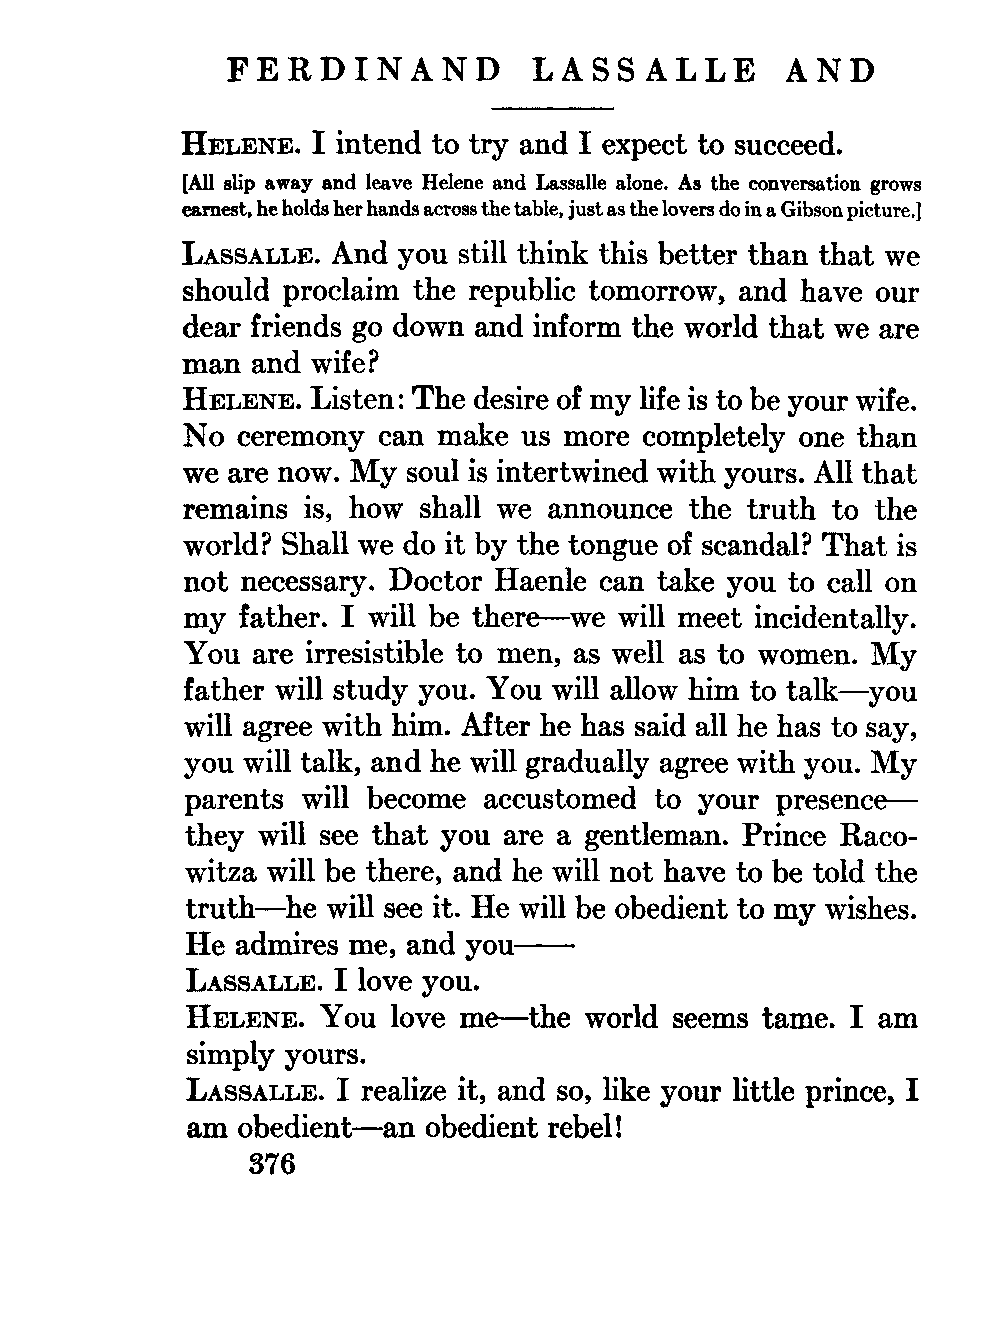 FERDINAND LASSALLE AND
HELENE. I intend to try and I expect to succeed.
[All slip away and leave Helene and Lassalle alone. As the conversation grows
earnest, he holds her hands across the table, just as the lovers do in a Gibson picture.]
LASSALLE. And you still think this better than that we
should proclaim the republic tomorrow, and have our
dear friends go down and inform the world that we are
man and wife?
HELENE. Listen: The desire of my life is to be your wife.
No ceremony can make us more completely one than
we are now. My soul is intertwined with yours. All that
remains is, how shall we announce the truth to the
world? Shall we do it by the tongue of scandal? That is
not necessary. Doctor Haenle can take you to call on
my father. I will be there—we will meet incidentally.
You are irresistible to men, as well as to women. My
father will study you. You will allow him to talk—you
will agree with him. After he has said all he has to say,
you will talk, and he will gradually agree with you. My
parents will become accustomed to your presence—
they will see that you are a gentleman. Prince Raco-
witza will be there, and he will not have to be told the
truth—he will see it. He will be obedient to my wishes.
He admires me, and you——
LASSALLE. I love you.
HELENE. You love me—the world seems tame. I am
simply yours.
LASSALLE. I realize it, and so, like your little prince, I
am obedient—an obedient rebel!
376